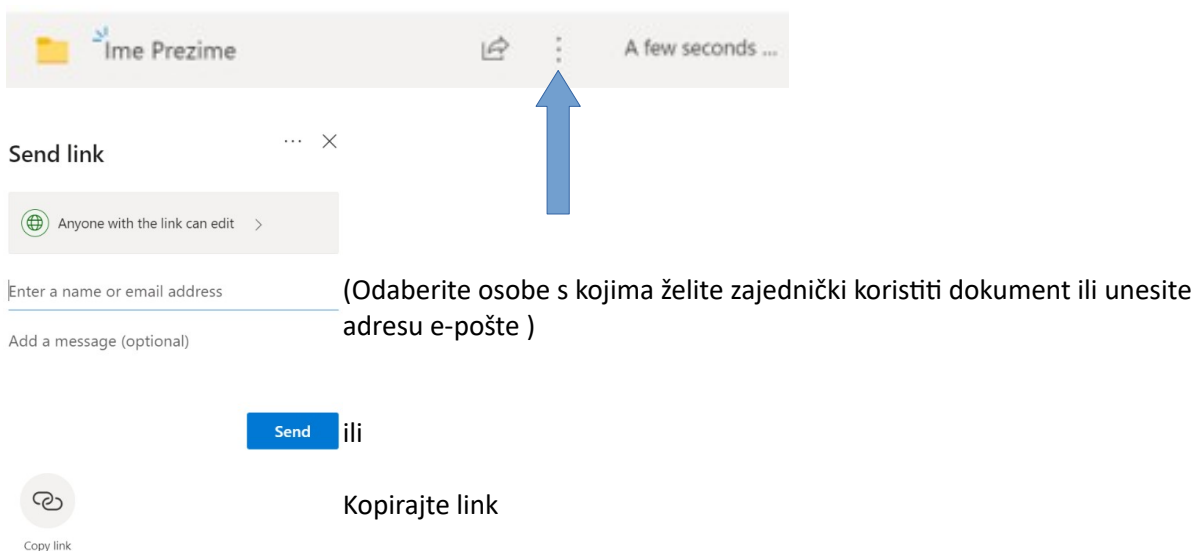 Ime Prezime A few seconds ...
Send link
Anyone with the link can edit
Enter a name or email address
(Odaberite osobe s kojima želite zajednički koristiti dokument ili unesite
adresu e-pošte )
Add a message (optional)
Send
ili
Kopirajte link
Copy link